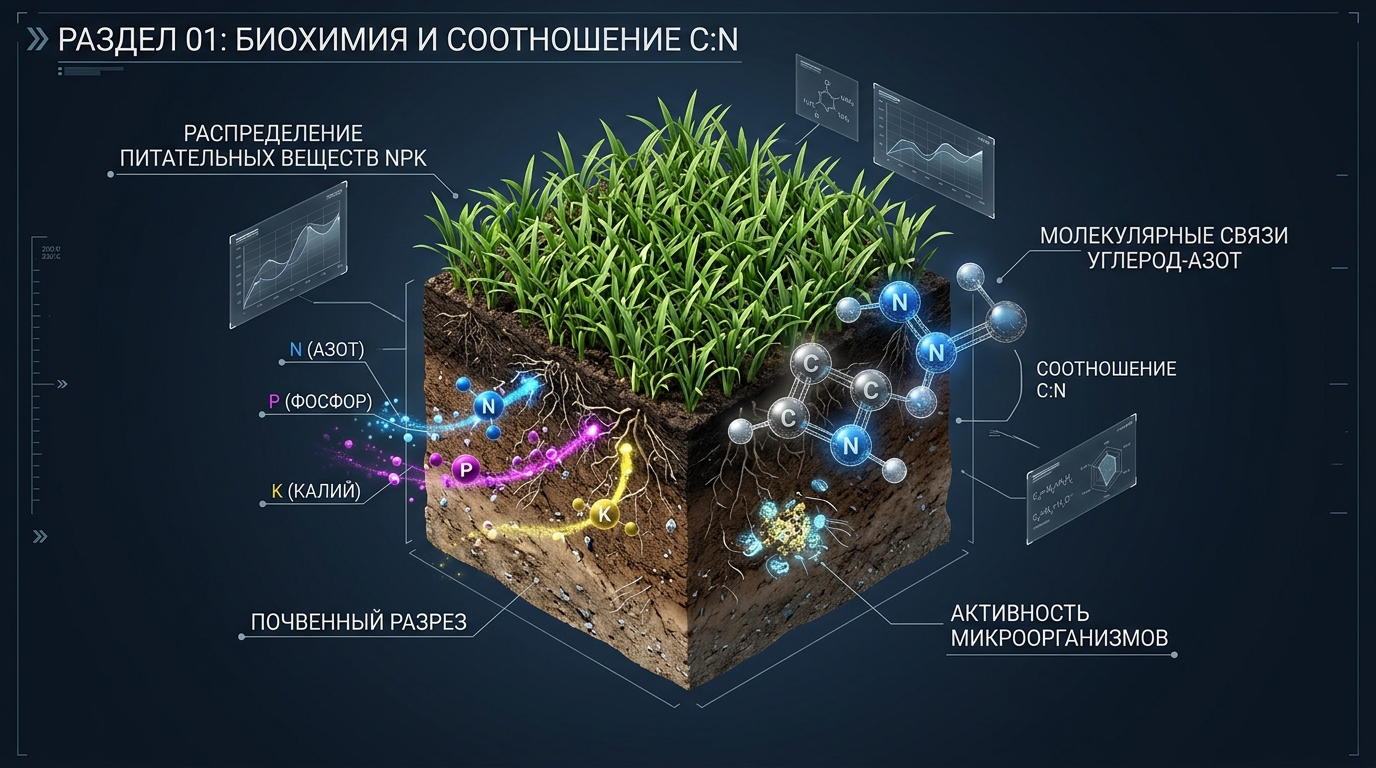 РАЗДЕЛ 01: БИОХИМИЯ И СООТНОШЕНИЕ C:N
РАСПРЕДЕЛЕНИЕ
ПИТАТЕЛЬНЫХ ВЕЩЕСТВ NPK
МОЛЕКУЛЯРНЫЕ СВЯЗИ
УГЛЕРОД-АЗОТ
N (АЗОТ)
P (ФОСФОР)
K (КАЛИЙ)
СООТНОШЕНИЕ
C:N
N
P
K
N
N
C
C
C
N
ПОЧВЕННЫЙ РАЗРЕЗ
АКТИВНОСТЬ
МИКРООРГАНИЗМОВ